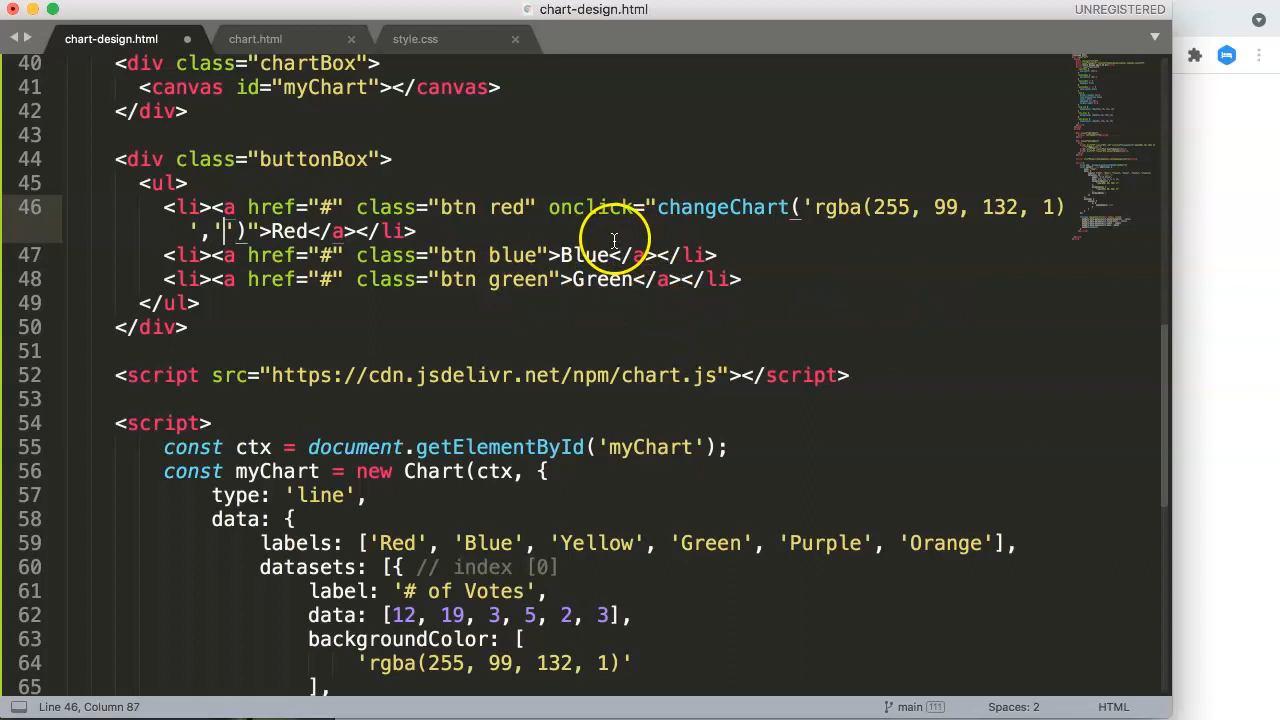 chart-design.html
UNREGISTERED
chart-design.html
chart.html
style.css
40 <div class="chartBox">
41 <canvas id="myChart"></canvas>
42 </div>
43
44 <div class="buttonBox">
45 <ul>
46 <li><a href="#" class="btn red" onclick="changeChart('rgba(255, 99, 132, 1)
','')">Red</a></li>
47 <li><a href="#" class="btn blue">Blue</a></li>
48 <li><a href="#" class="btn green">Green</a></li>
49 </ul>
50 </div>
51
52 <script src="https://cdn.jsdelivr.net/npm/chart.js"></script>
53
54 <script>
55 const ctx = document.getElementById('myChart');
56 const myChart = new Chart(ctx, {
57 type: 'line',
58 data: {
59 labels: ['Red', 'Blue', 'Yellow', 'Green', 'Purple', 'Orange'],
60 datasets: [{ // index [0]
61 label: '# of Votes',
62 data: [12, 19, 3, 5, 2, 3],
63 backgroundColor: [
64 'rgba(255, 99, 132, 1)'
65 ],
Line 46, Column 87
main 111
Spaces: 2
HTML